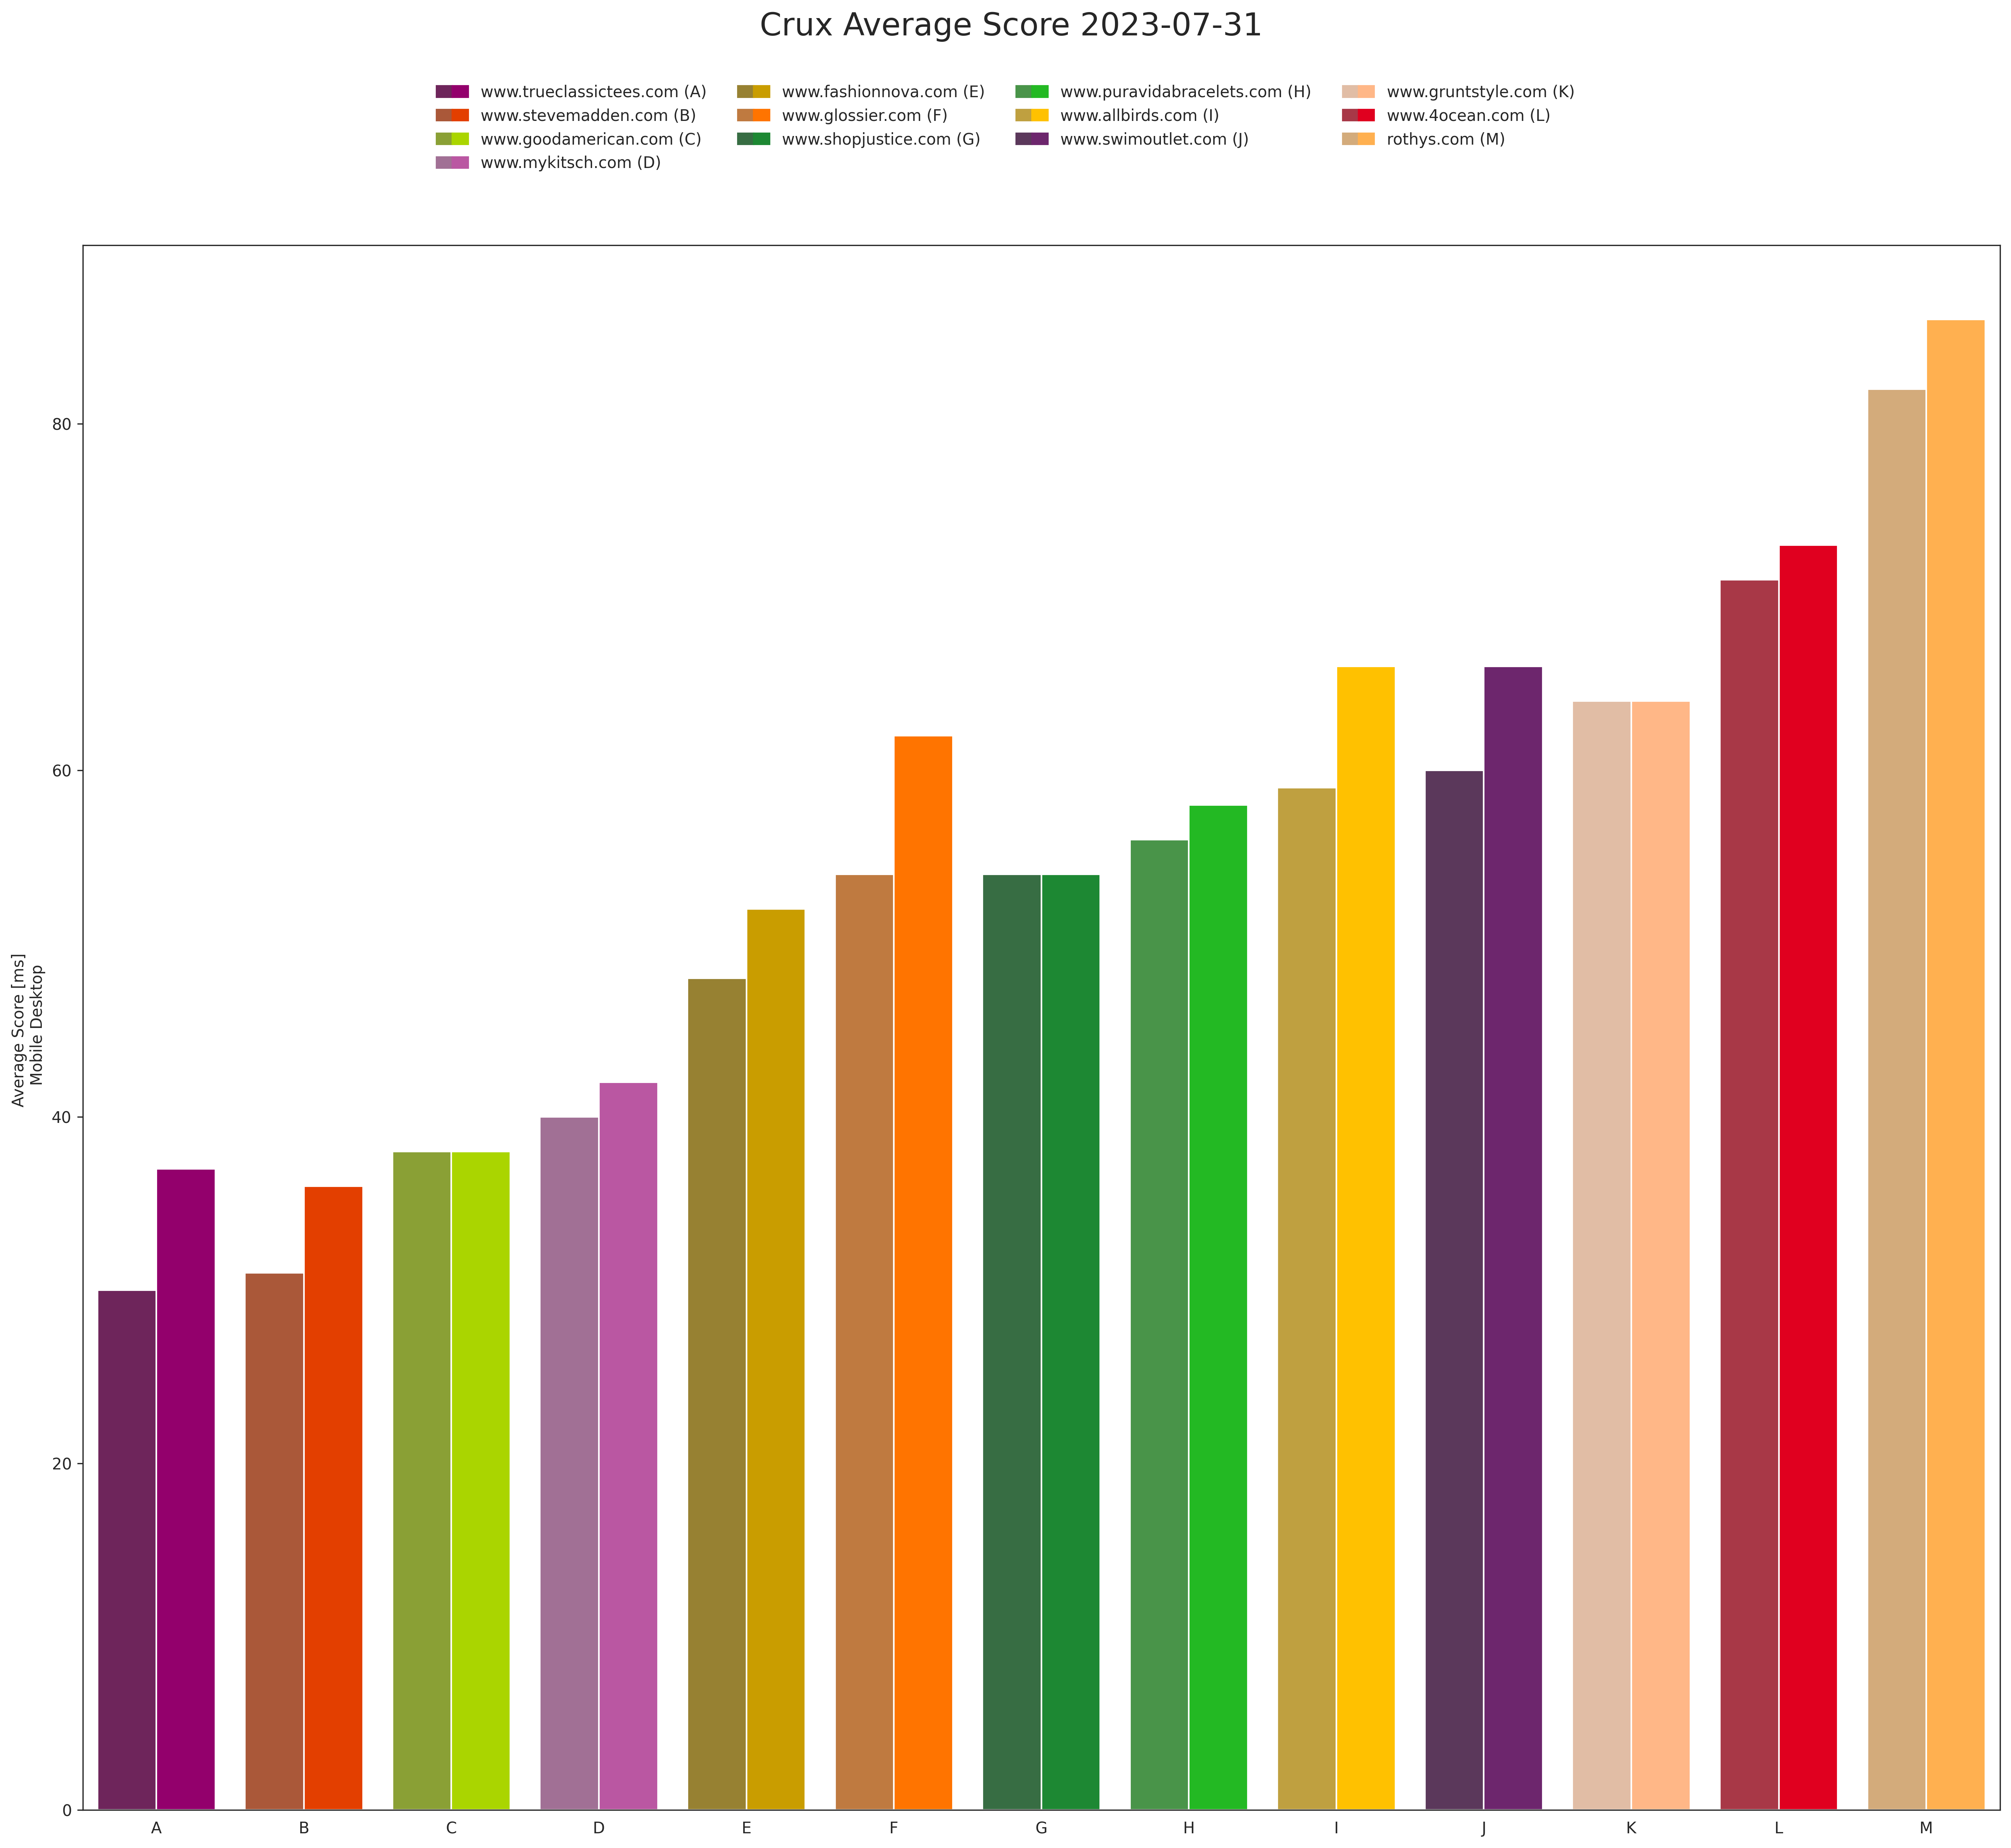 Crux Average Score 2023-07-31
www.trueclassictees.com (A)
www.stevemadden.com (B)
www.goodamerican.com (C)
www.mykitsch.com (D)
www.fashionnova.com (E)
www.glossier.com (F)
www.shopjustice.com (G)
www.puravidabracelets.com (H)
www.allbirds.com (I)
www.swimoutlet.com (J)
www.gruntstyle.com (K)
www.4ocean.com (L)
rothys.com (M)
Average Score [ms]
Mobile Desktop
80
60
40
20
0
A B C D E F G H I J K L M